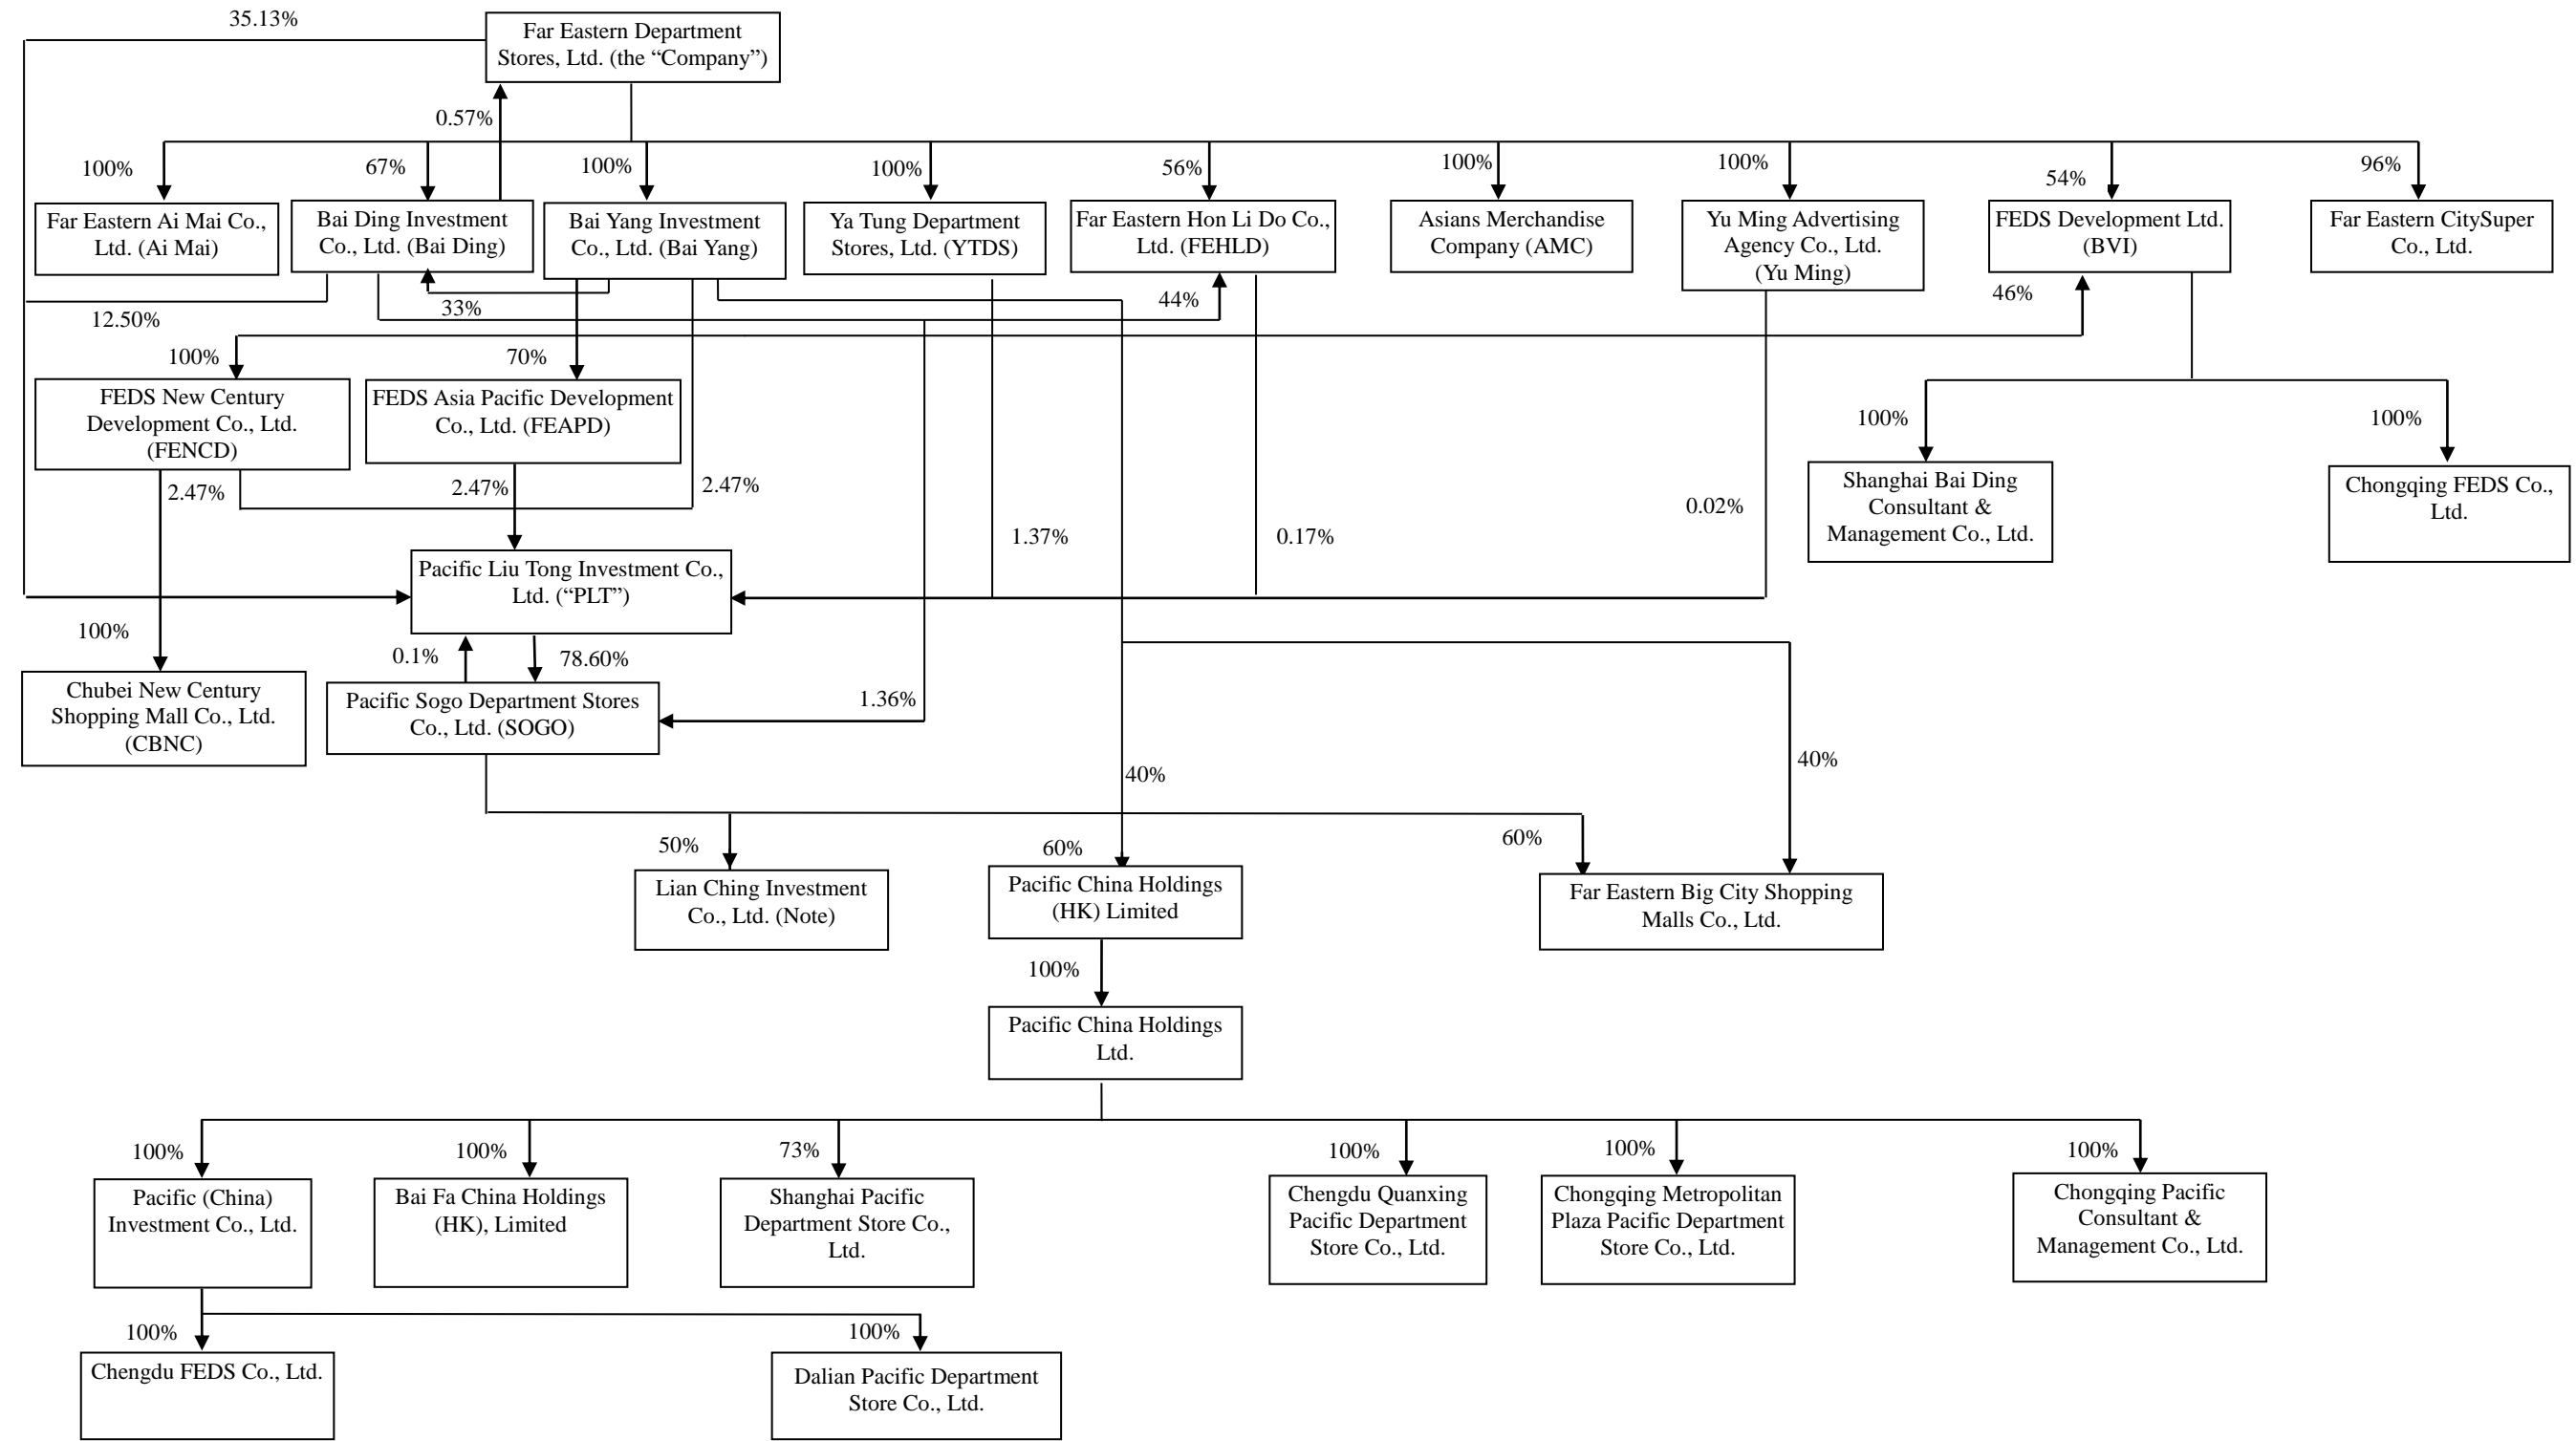 35.13%
Far Eastern Department
Stores, Ltd. (the “Company”)
0.57%
100%
67%
100%
100%
56%
100%
100%
54%
96%
Far Eastern Ai Mai Co.,
Ltd. (Ai Mai)
Bai Ding Investment
Co., Ltd. (Bai Ding)
Bai Yang Investment
Co., Ltd. (Bai Yang)
Ya Tung Department
Stores, Ltd. (YTDS)
Far Eastern Hon Li Do Co.,
Ltd. (FEHLD)
Asians Merchandise
Company (AMC)
Yu Ming Advertising
Agency Co., Ltd.
(Yu Ming)
FEDS Development Ltd.
(BVI)
Far Eastern CitySuper
Co., Ltd.
12.50%
33%
44%
46%
100%
70%
FEDS New Century
Development Co., Ltd.
(FENCD)
FEDS Asia Pacific Development
Co., Ltd. (FEAPD)
100%
100%
2.47%
2.47%
2.47%
1.37%
0.17%
0.02%
Shanghai Bai Ding
Consultant &
Management Co., Ltd.
Chongqing FEDS Co.,
Ltd.
Pacific Liu Tong Investment Co.,
Ltd. (“PLT”)
100%
0.1%
78.60%
1.36%
Chubei New Century
Shopping Mall Co., Ltd.
(CBNC)
Pacific Sogo Department Stores
Co., Ltd. (SOGO)
40%
40%
50%
60%
60%
Lian Ching Investment
Co., Ltd. (Note)
Pacific China Holdings
(HK) Limited
Far Eastern Big City Shopping
Malls Co., Ltd.
100%
Pacific China Holdings
Ltd.
100%
100%
73%
100%
100%
100%
Pacific (China)
Investment Co., Ltd.
Bai Fa China Holdings
(HK), Limited
Shanghai Pacific
Department Store Co.,
Ltd.
Chengdu Quanxing
Pacific Department
Store Co., Ltd.
Chongqing Metropolitan
Plaza Pacific Department
Store Co., Ltd.
Chongqing Pacific
Consultant &
Management Co., Ltd.
100%
100%
Chengdu FEDS Co., Ltd.
Dalian Pacific Department
Store Co., Ltd.